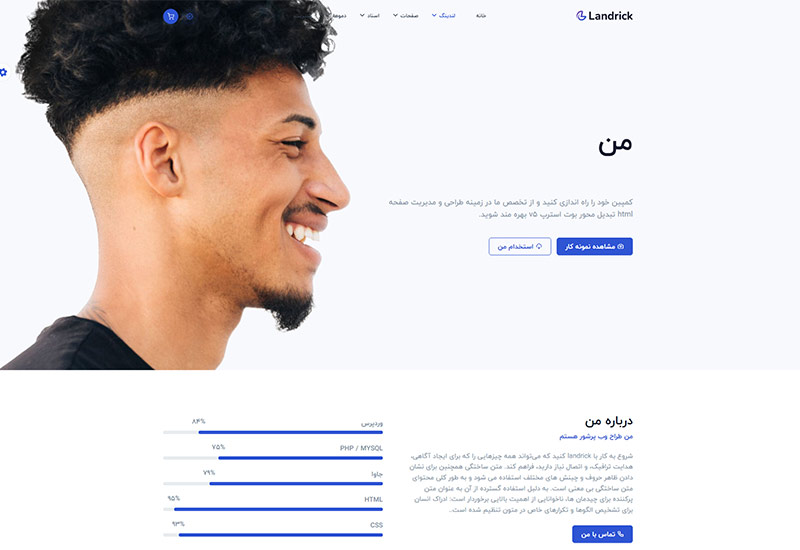 Landrick
خانه
لندینگ
صفحات
اسناد
دموها
من
کمپین خود را راه اندازی کنید و از تخصص ما در زمینه طراحی و مدیریت صفحه
html تبدیل محور بوت استرپ v5 بهره مند شوید.
مشاهده نمونه کار
استخدام من
درباره من
من طراح وب پرشور هستم
شروع به کار با landrick کنید که می‌تواند همه چیزهایی را که برای ایجاد آگاهی،
هدایت ترافیک، و اتصال نیاز دارید، فراهم کند. متن ساختگی همچنین برای نشان
دادن ظاهر حروف و چینش های مختلف استفاده می شود و به طور کلی محتوای
متن ساختگی بی معنی است. به دلیل استفاده گسترده از آن به عنوان متن
پرکننده برای چیدمان ها، ناخوانایی از اهمیت بالایی برخوردار است: ادراک انسان
برای تشخیص الگوها و تکرارهای خاص در متون تنظیم شده است..
تماس با من
وردپرس
۸۴%
PHP / MYSQL
۷۵%
جاوا
۷۹%
HTML
۹۵%
CSS
۹۳%